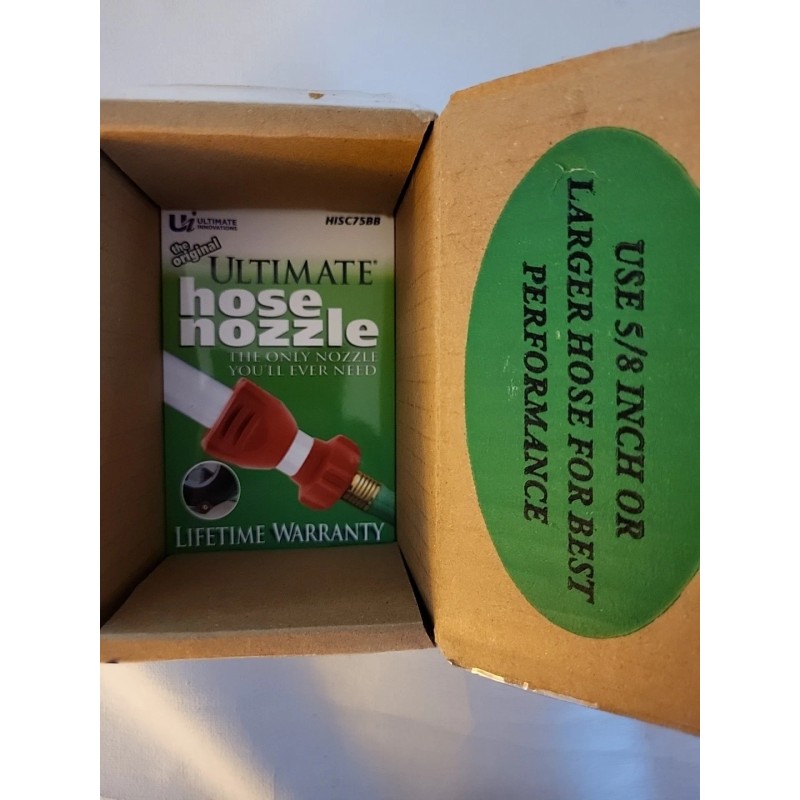 Ui ULTIMATE
INNOVATIONS
HISC75BB
the
original
ULTIMATE®
hose
nozzle
THE ONLY NOZZLE
YOU'LL EVER NEED
LIFETIME WARRANTY
USE 5/8 INCH OR
LARGER HOSE FOR BEST
PERFORMANCE